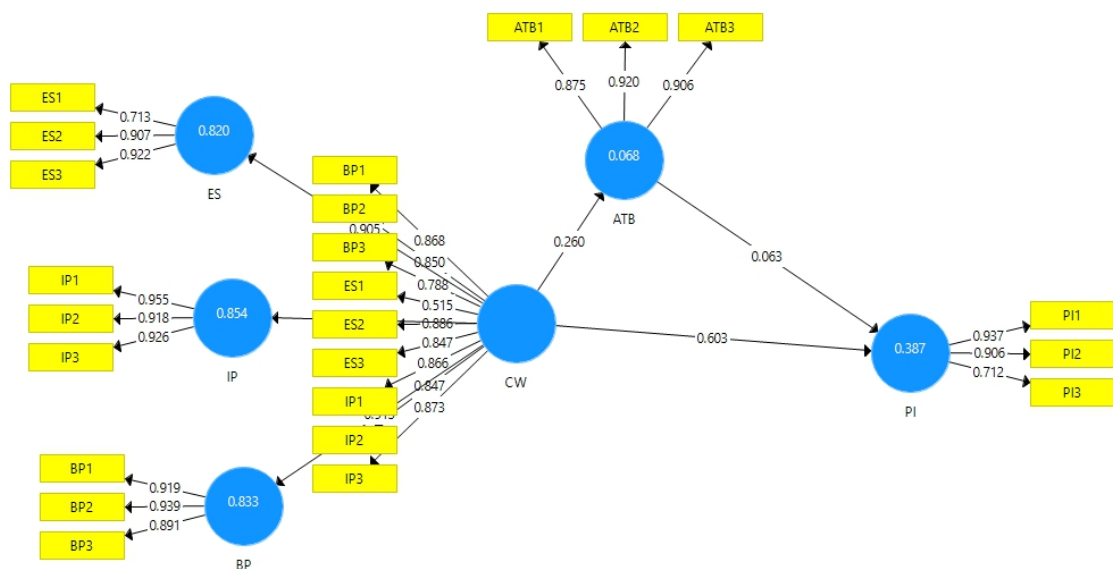 ATB1
ATB2
ATB3
0.875
0.920
0.906
0.068
ATB
ES1
ES2
ES3
0.713
0.907
0.922
0.820
ES
IP1
IP2
IP3
0.955
0.918
0.926
0.854
IP
BP1
BP2
BP3
0.919
0.939
0.891
0.833
BP
BP1
BP2
BP3
ES1
ES2
ES3
IP1
IP2
IP3
0.905
0.868
0.850
0.788
0.515
0.886
0.847
0.866
0.847
0.873
CW
0.260
0.063
0.603
0.387
PI
0.937
0.906
0.712
PI1
PI2
PI3